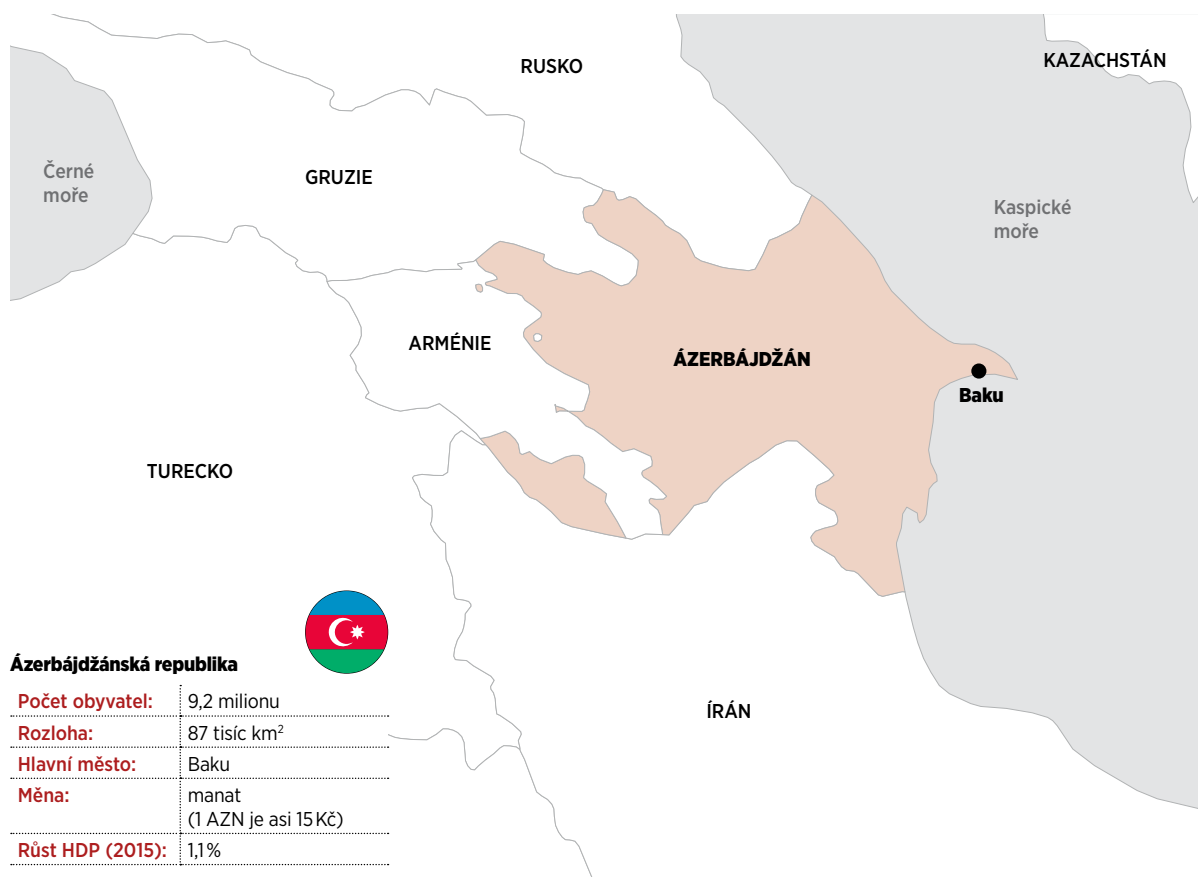 RUSKO
KAZACHSTÁN
Černé
moře
GRUZIE
Kaspické
moře
ARMÉNIE
ÁZERBÁJDŽÁN
Baku
TURECKO
ÍRÁN
Ázerbájdžánská republika
Počet obyvatel: 9,2 milionu
Rozloha: 87 tisíc km²
Hlavní město: Baku
Měna: manat
(1 AZN je asi 15 Kč)
Růst HDP (2015): 1,1 %